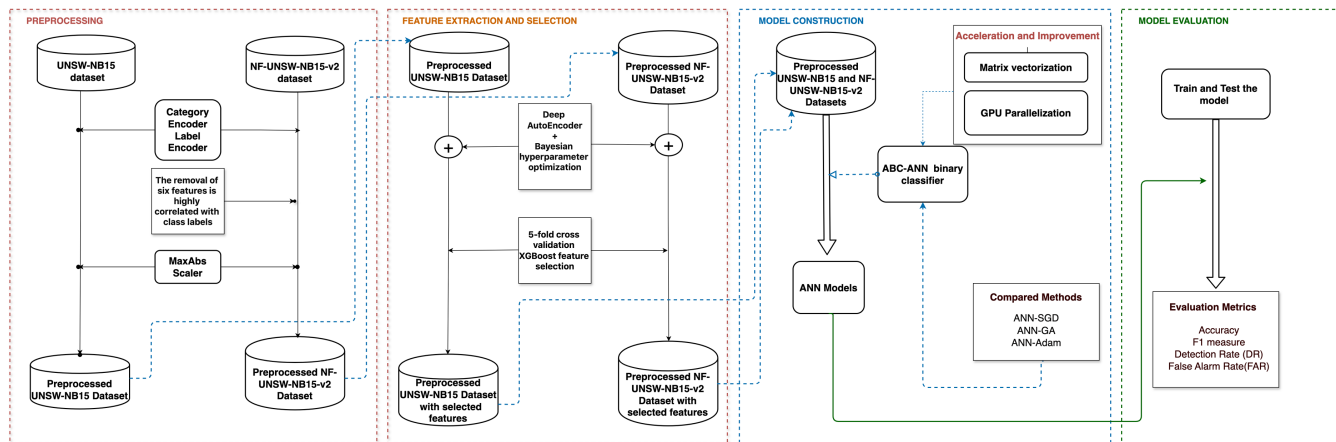 PREPROCESSING
UNSW-NB15
dataset
NF-UNSW-NB15-v2
dataset
Category
Encoder
Label
Encoder
The removal of
six features is
highly
correlated with
class labels
MaxAbs
Scaler
Preprocessed
UNSW-NB15 Dataset
Preprocessed NF-
UNSW-NB15-v2
Dataset
FEATURE EXTRACTION AND SELECTION
Preprocessed
UNSW-NB15 Dataset
Preprocessed NF-
UNSW-NB15-v2
Dataset
Deep
AutoEncoder
+
Bayesian
hyperparameter
optimization
+
+
5-fold cross
validation
XGBoost feature
selection
Preprocessed
UNSW-NB15 Dataset
with selected
features
Preprocessed NF-
UNSW-NB15-v2
Dataset with
selected features
MODEL CONSTRUCTION
Preprocessed
UNSW-NB15 and NF-
UNSW-NB15-v2
Datasets
Acceleration and Improvement
Matrix vectorization
GPU Parallelization
ABC-ANN binary
classifier
ANN Models
Compared Methods
ANN-SGD
ANN-GA
ANN-Adam
MODEL EVALUATION
Train and Test the
model
Evaluation Metrics
Accuracy
F1 measure
Detection Rate (DR)
False Alarm Rate(FAR)